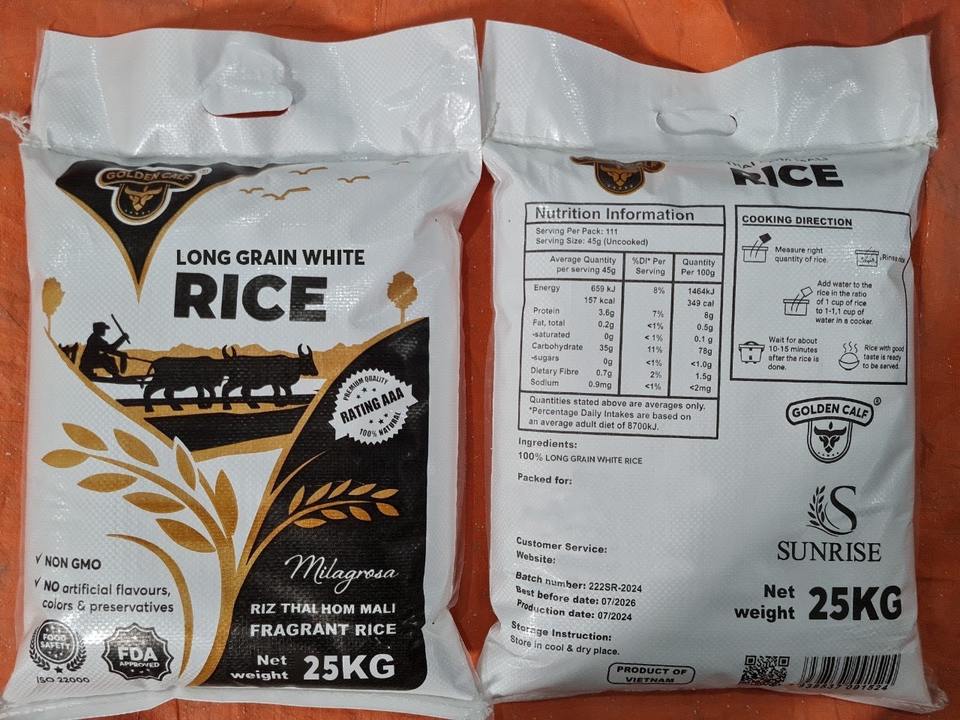 GOLDEN CALF
®
LONG GRAIN WHITE
RICE
PREMIUM QUALITY
RATING AAA
100% NATURAL
✓ NON GMO
✓ NO artificial flavours,
colors & preservatives
Milagrosa
RIZ THAI HOM MALI
FRAGRANT RICE
Net
weight
25KG
FOOD
SAFETY
ISO 22000
FDA
APPROVED
RICE
Nutrition Information
Serving Per Pack: 111
Serving Size: 45g (Uncooked)
Average Quantity %DI* Per Quantity
per serving 45g Serving Per 100g
Energy 659 kJ 8% 1464kJ
157 kcal 349 cal
Protein 3.6g 7% 8g
Fat, total 0.2g <1% 0.5g
-saturated 0g < 1% 0.1 g
Carbohydrate 35g 11% 78g
-sugars 0g <1% <1.0g
Dietary Fibre 0.7g 2% 1.5g
Sodium 0.9mg <1% <2mg
Quantities stated above are averages only.
*Percentage Daily Intakes are based on
an average adult diet of 8700kJ.
COOKING DIRECTION
Measure right
quantity of rice.
Rinse rice
Add water to the
rice in the ratio
of 1 cup of rice
to 1-1,1 cup of
water in a cooker.
Wait for about
10-15 minutes
after the rice is
done.
Rice with good
taste is ready
to be served.
Ingredients:
100% LONG GRAIN WHITE RICE
Packed for:
GOLDEN CALF
®
SUNRISE
Customer Service:
Website:
Batch number: 222SR-2024
Best before date: 07/2026
Production date: 07/2024
Storage Instruction:
Store in cool & dry place.
Net
weight
25KG
PRODUCT OF
VIETNAM